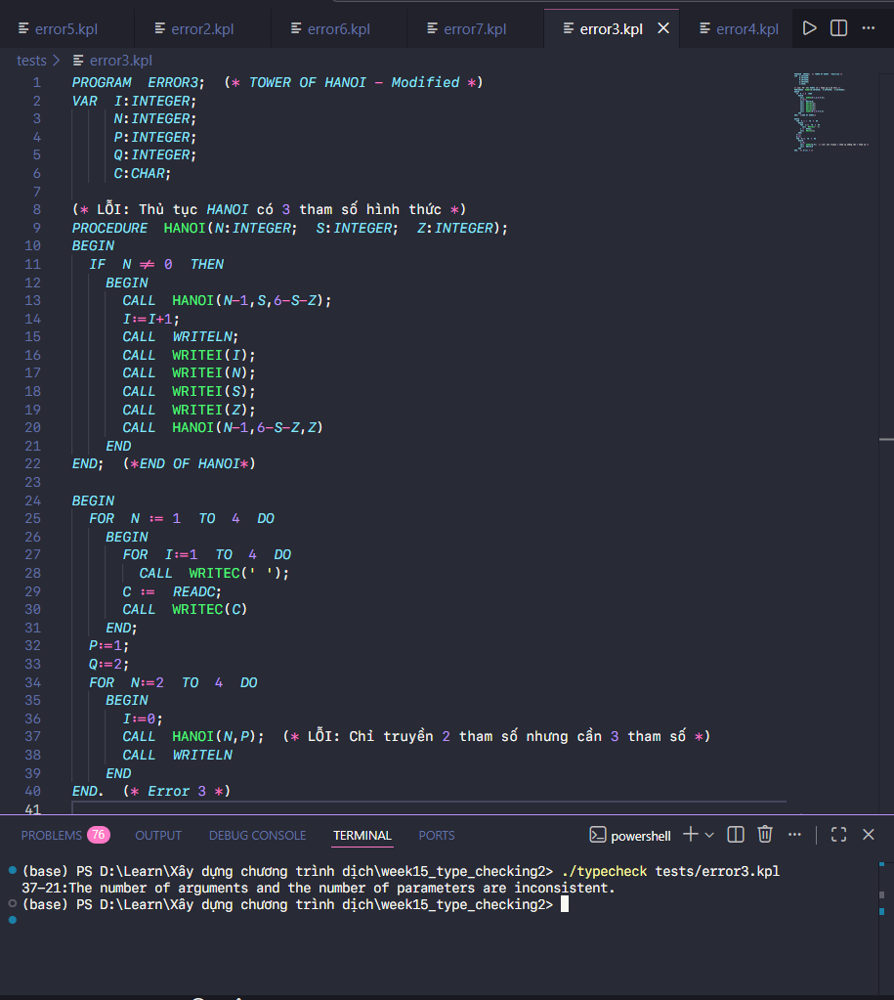 error5.kpl error2.kpl error6.kpl error7.kpl error3.kpl error4.kpl
tests > error3.kpl
1 PROGRAM ERROR3; (* TOWER OF HANOI - Modified *)
2 VAR I:INTEGER;
3 N:INTEGER;
4 P:INTEGER;
5 Q:INTEGER;
6 C:CHAR;
7
8 (* LỖI: Thủ tục HANOI có 3 tham số hình thức *)
9 PROCEDURE HANOI(N:INTEGER; S:INTEGER; Z:INTEGER);
10 BEGIN
11 IF N != 0 THEN
12 BEGIN
13 CALL HANOI(N-1,S,6-S-Z);
14 I:=I+1;
15 CALL WRITELN;
16 CALL WRITEI(I);
17 CALL WRITEI(N);
18 CALL WRITEI(S);
19 CALL WRITEI(Z);
20 CALL HANOI(N-1,6-S-Z,Z)
21 END
22 END; (*END OF HANOI*)
23
24 BEGIN
25 FOR N := 1 TO 4 DO
26 BEGIN
27 FOR I:=1 TO 4 DO
28 CALL WRITEC(' ');
29 C := READC;
30 CALL WRITEC(C)
31 END;
32 P:=1;
33 Q:=2;
34 FOR N:=2 TO 4 DO
35 BEGIN
36 I:=0;
37 CALL HANOI(N,P); (* LỖI: Chỉ truyền 2 tham số nhưng cần 3 tham số *)
38 CALL WRITELN
39 END
40 END. (* Error 3 *)
41
PROBLEMS 76 OUTPUT DEBUG CONSOLE TERMINAL PORTS
powershell
(base) PS D:\Learn\Xây dựng chương trình dịch\week15_type_checking2> ./typecheck tests/error3.kpl
37-21:The number of arguments and the number of parameters are inconsistent.
(base) PS D:\Learn\Xây dựng chương trình dịch\week15_type_checking2>